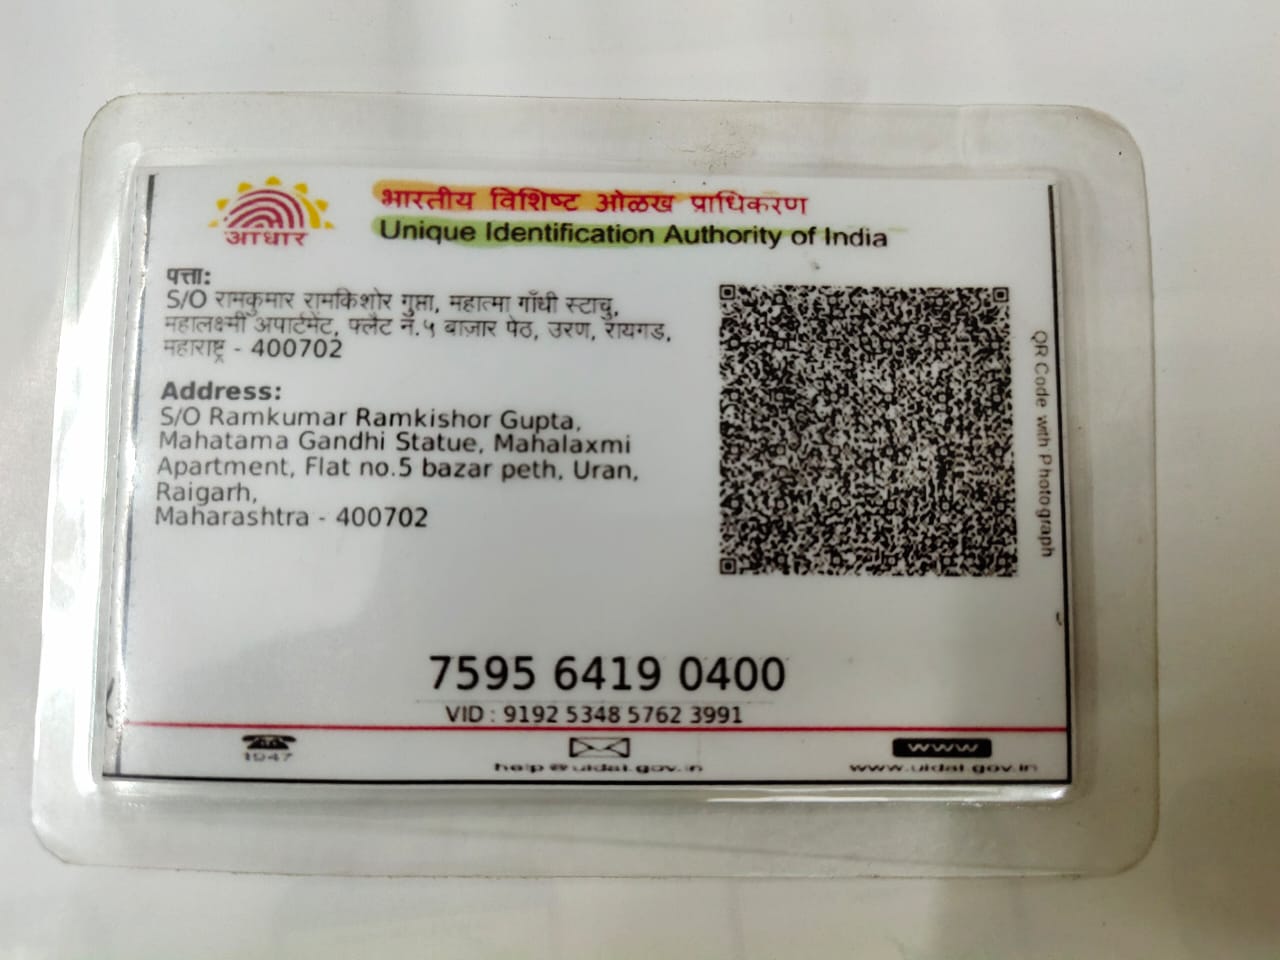 आधार
भारतीय विशिष्ट ओळख प्राधिकरण
Unique Identification Authority of India
पत्ता:
S/O रामकुमार रामकिशोर गुप्ता, महात्मा गाँधी स्टाचु,
महालक्ष्मी अपार्टमेंट, फ्लैट नं.५ बाज़ार पेठ, उरण, रायगड,
महाराष्ट्र - 400702
Address:
S/O Ramkumar Ramkishor Gupta,
Mahatama Gandhi Statue, Mahalaxmi
Apartment, Flat no.5 bazar peth, Uran,
Raigarh,
Maharashtra - 400702
QR Code with Photograph
7595 6419 0400
VID : 9192 5348 5762 3991
1947
help@uidai.gov.in
www
www.uidai.gov.in